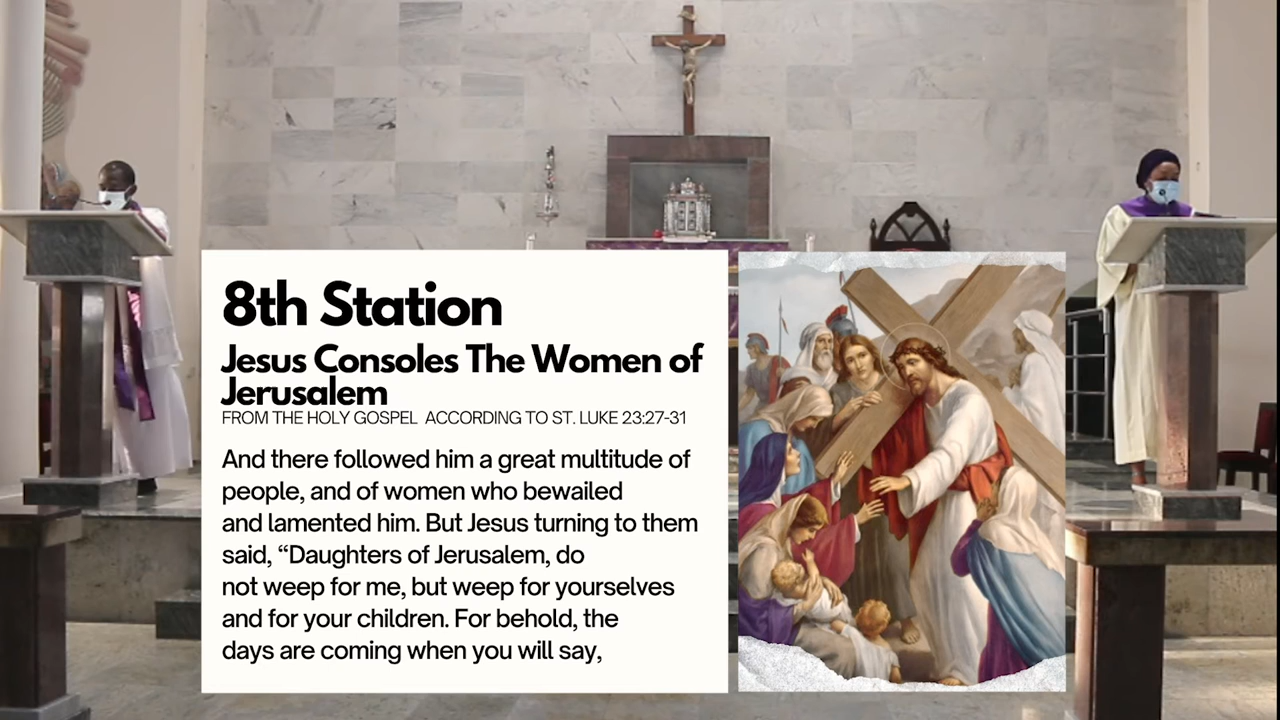 8th Station
Jesus Consoles The Women of
Jerusalem
FROM THE HOLY GOSPEL ACCORDING TO ST. LUKE 23:27-31
And there followed him a great multitude of
people, and of women who bewailed
and lamented him. But Jesus turning to them
said, “Daughters of Jerusalem, do
not weep for me, but weep for yourselves
and for your children. For behold, the
days are coming when you will say,